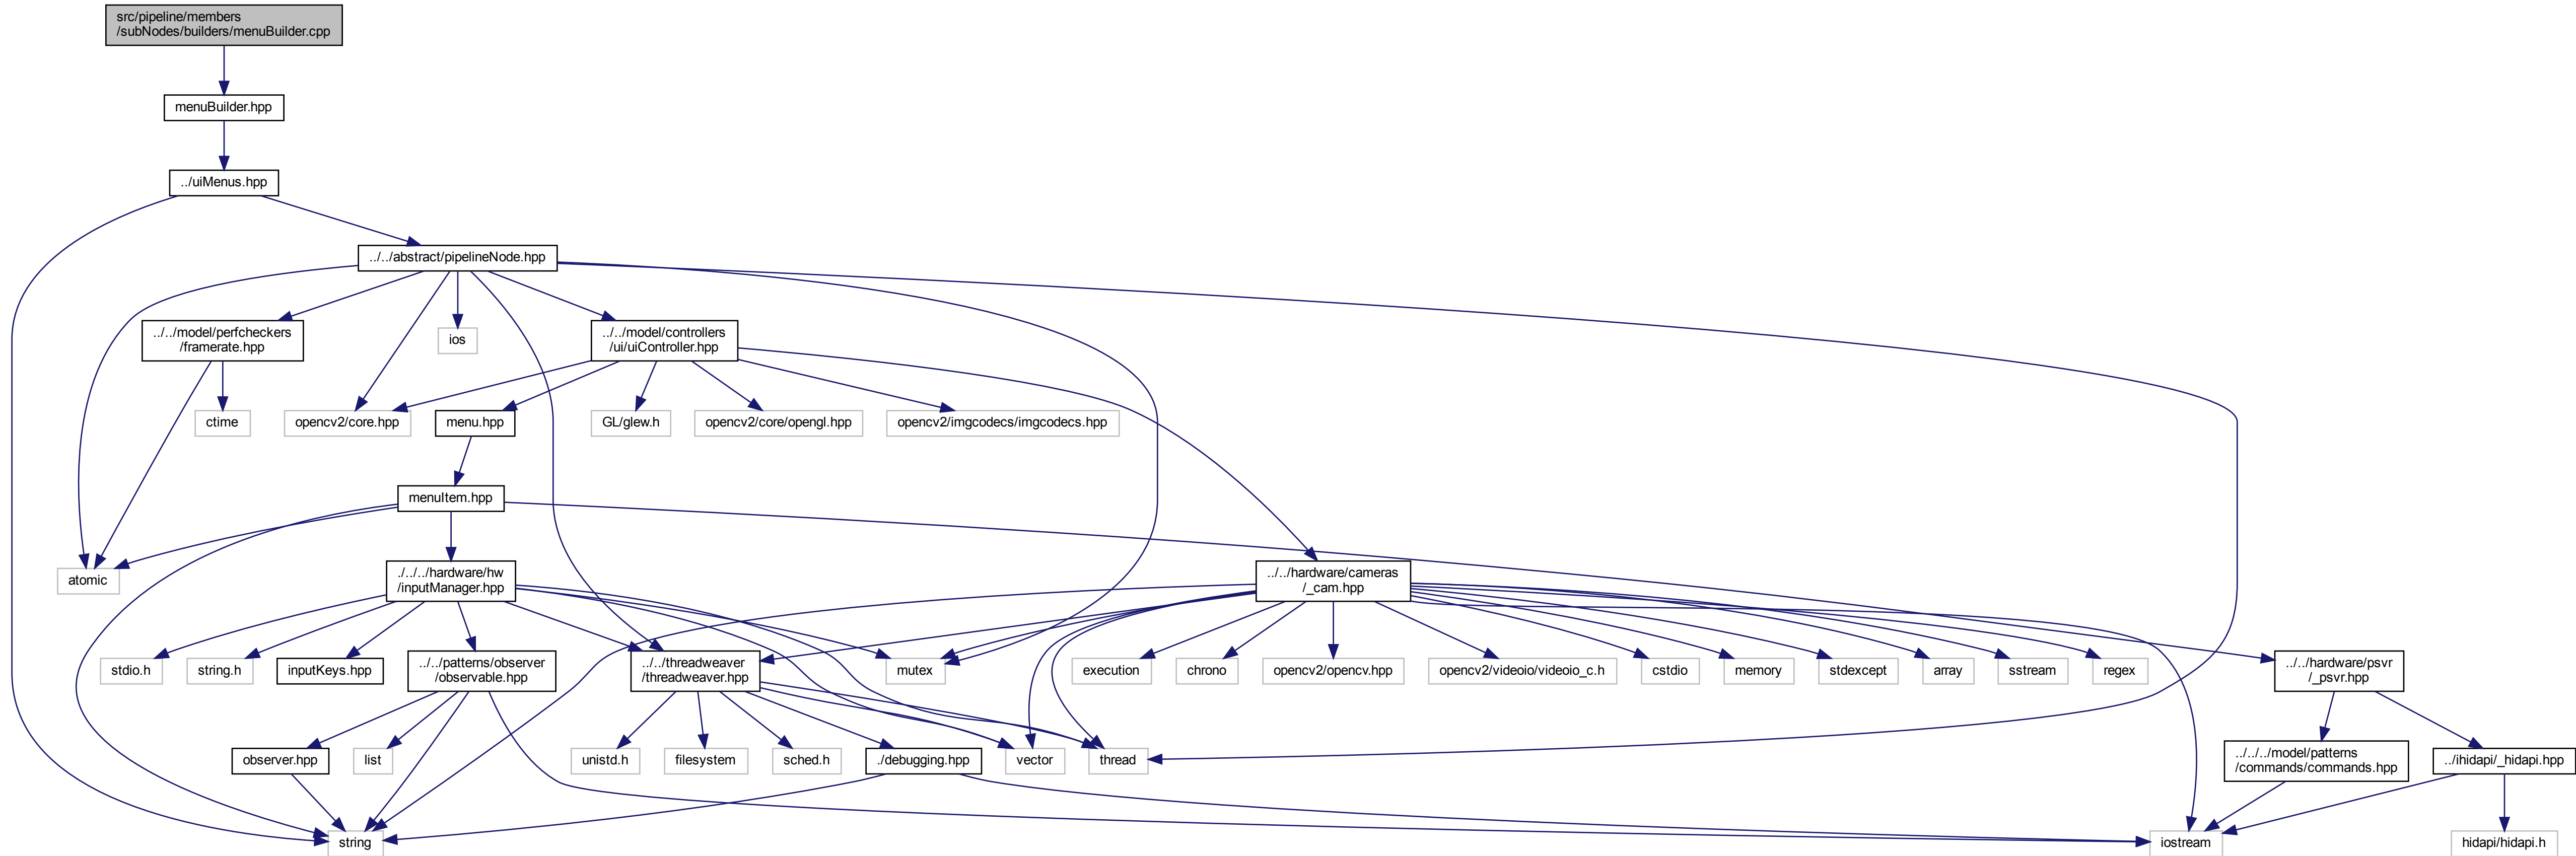 src/pipeline/members
/subNodes/builders/menuBuilder.cpp
menuBuilder.hpp
../uiMenus.hpp
../../abstract/pipelineNode.hpp
../../model/perfcheckers
/framerate.hpp
ios
../../model/controllers
/ui/uiController.hpp
ctime
opencv2/core.hpp
menu.hpp
GL/glew.h
opencv2/core/opengl.hpp
opencv2/imgcodecs/imgcodecs.hpp
menuItem.hpp
atomic
./../../hardware/hw
/inputManager.hpp
../../hardware/cameras
/_cam.hpp
stdio.h
string.h
inputKeys.hpp
../../patterns/observer
/observable.hpp
../../threadweaver
/threadweaver.hpp
mutex
execution
chrono
opencv2/opencv.hpp
opencv2/videoio/videoio_c.h
cstdio
memory
stdexcept
array
sstream
regex
../../hardware/psvr
/_psvr.hpp
observer.hpp
list
unistd.h
filesystem
sched.h
./debugging.hpp
vector
thread
../../../model/patterns
/commands/commands.hpp
../ihidapi/_hidapi.hpp
string
iostream
hidapi/hidapi.h